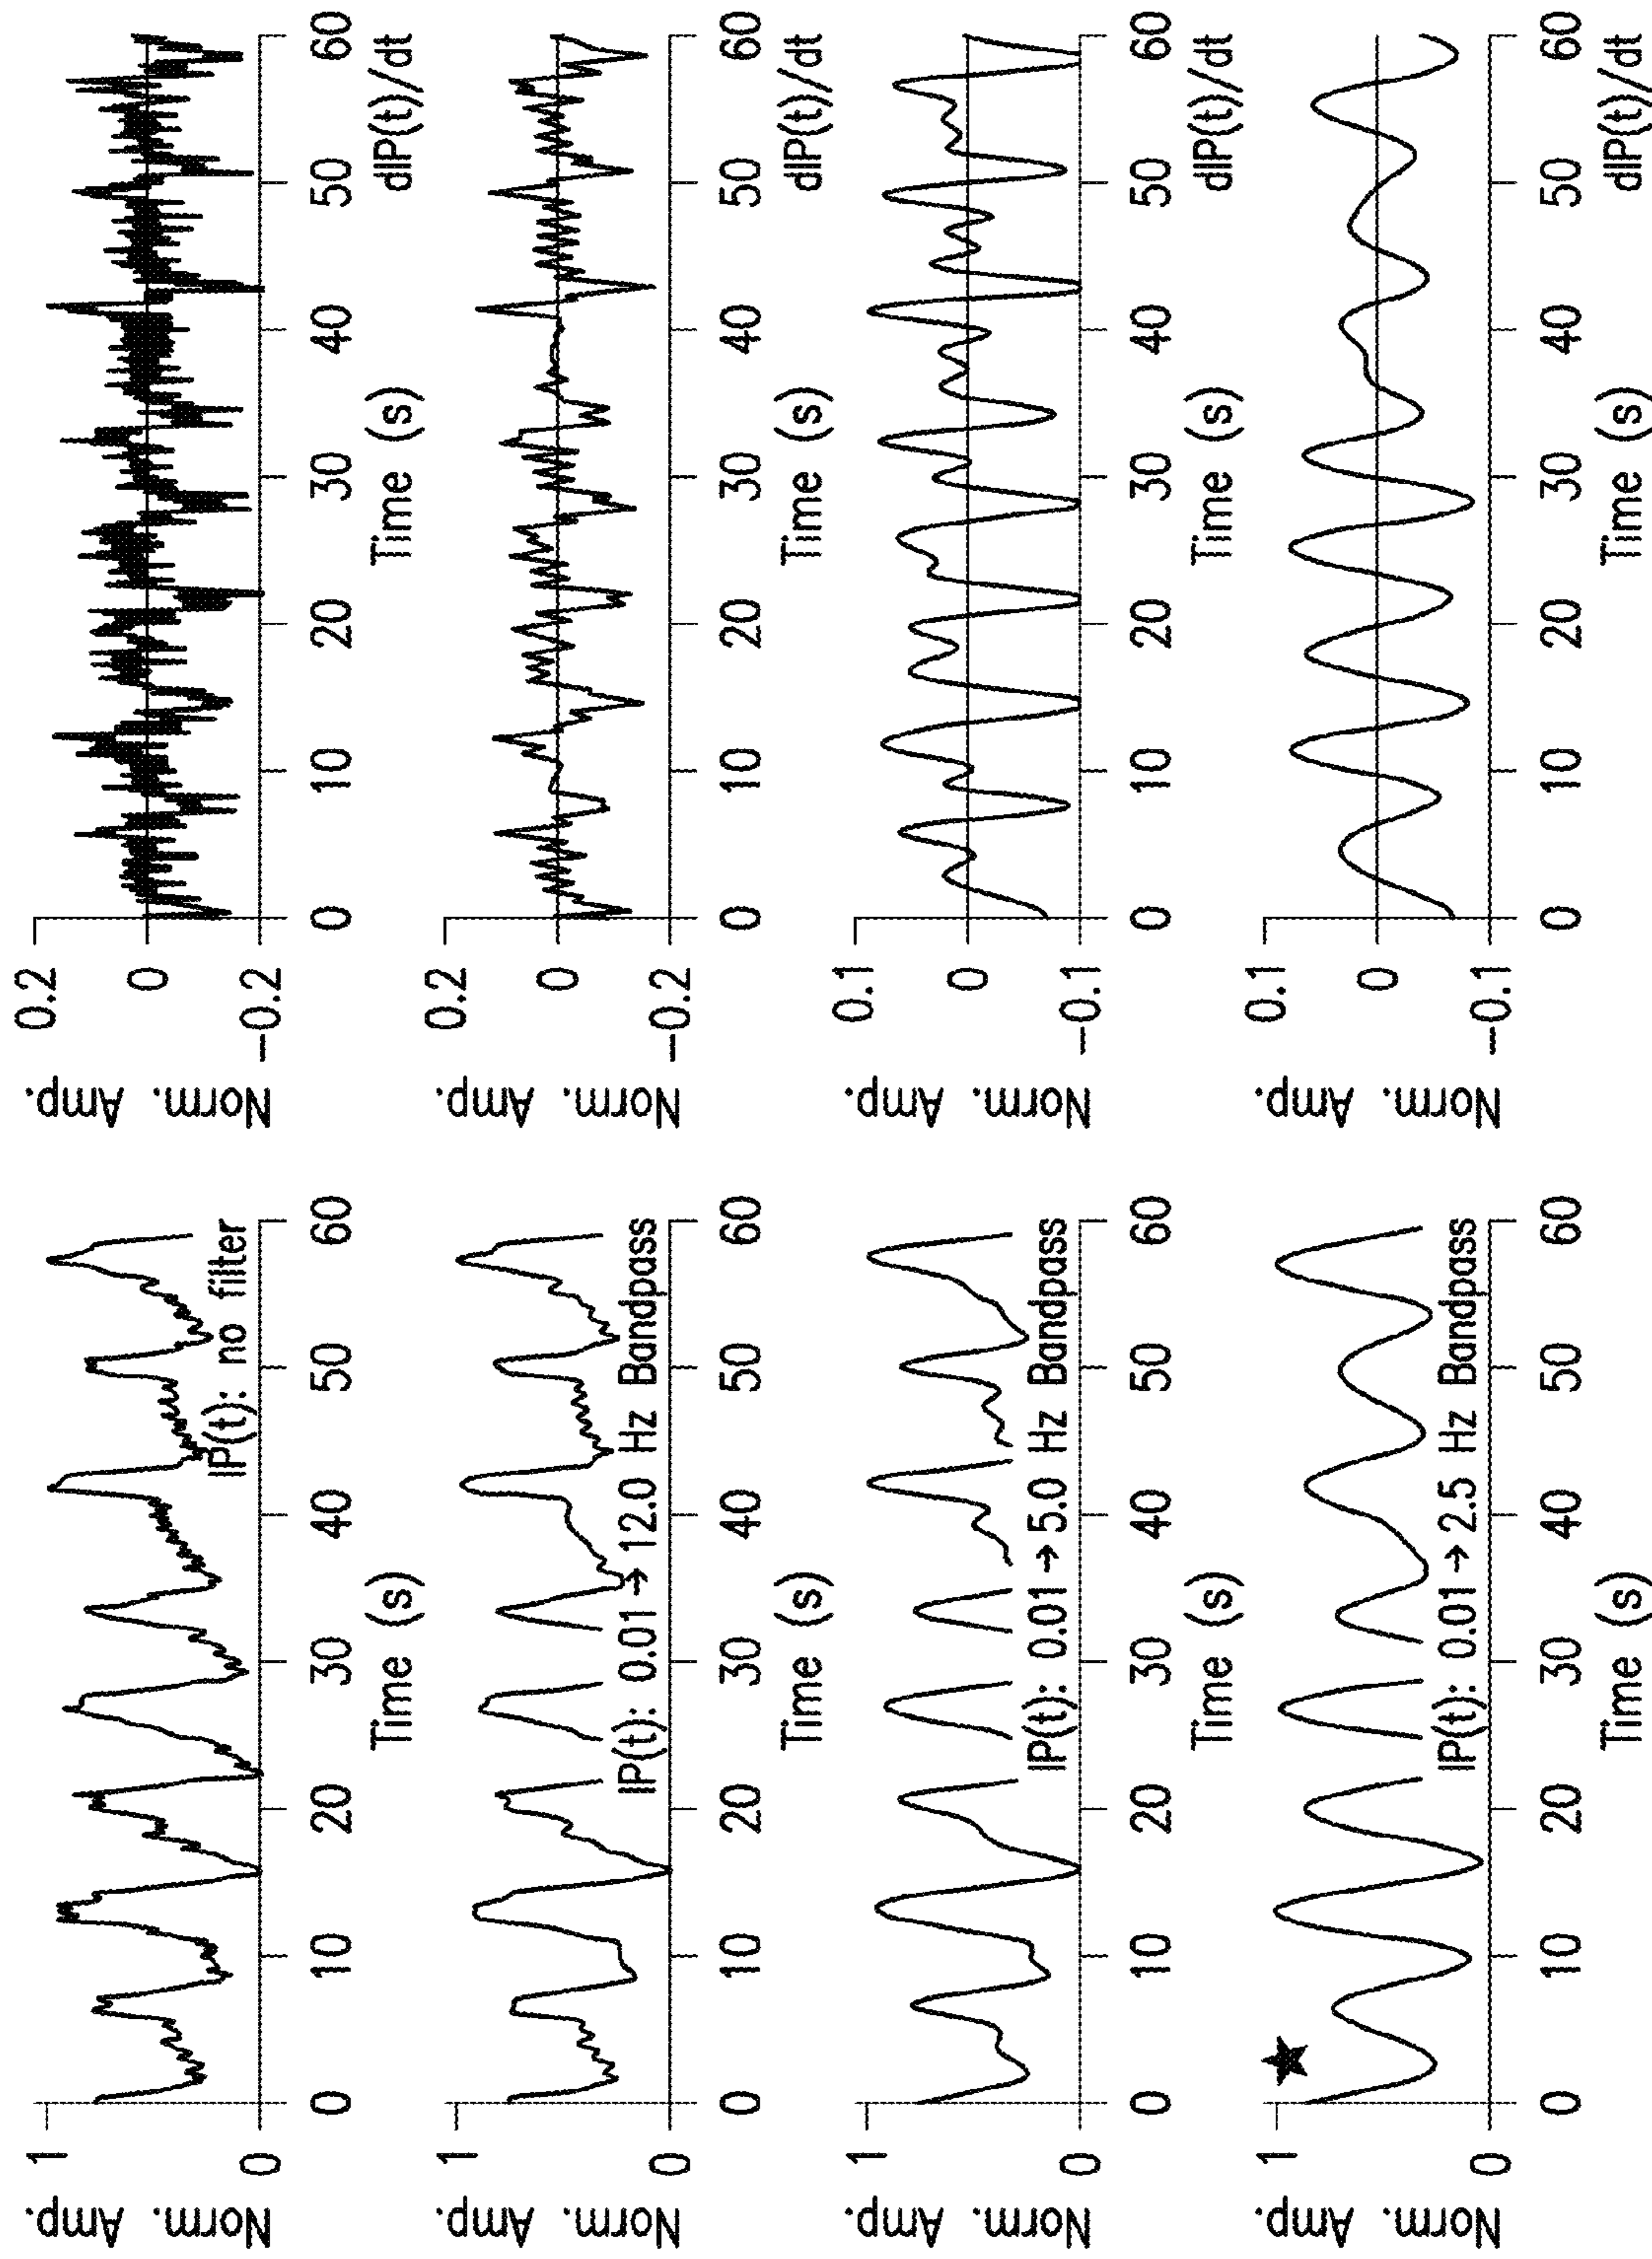 Norm. Amp.
1
0
IP(t): no filter
0 10 20 30 40 50 60
Time (s)
Norm. Amp.
0.2
0
-0.2
0 10 20 30 40 50 60
Time (s)
dIP(t)/dt
Norm. Amp.
1
0
IP(t): 0.01→12.0 Hz Bandpass
0 10 20 30 40 50 60
Time (s)
Norm. Amp.
0.2
0
-0.2
0 10 20 30 40 50 60
Time (s)
dIP(t)/dt
Norm. Amp.
1
0
IP(t): 0.01→5.0 Hz Bandpass
0 10 20 30 40 50 60
Time (s)
Norm. Amp.
0.1
0
-0.1
0 10 20 30 40 50 60
Time (s)
dIP(t)/dt
Norm. Amp.
1
0
IP(t): 0.01→2.5 Hz Bandpass
0 10 20 30 40 50 60
Time (s)
Norm. Amp.
0.1
0
-0.1
0 10 20 30 40 50 60
Time (s)
dIP(t)/dt